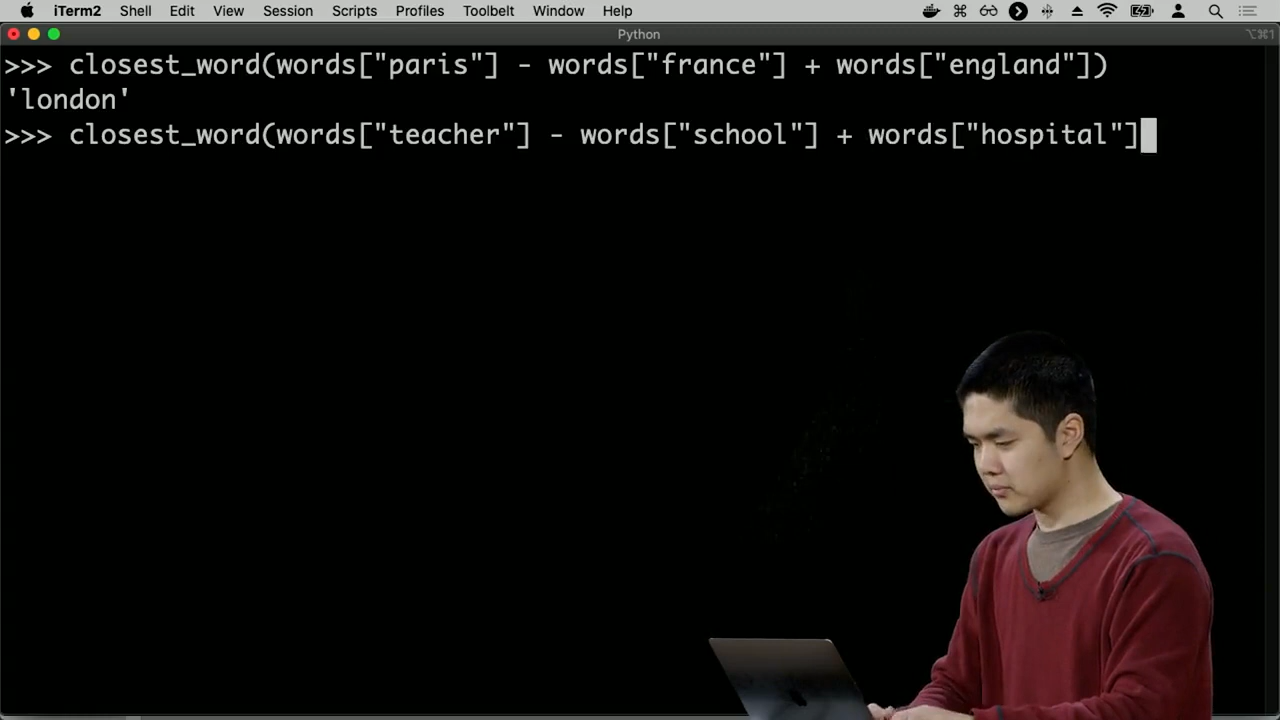 iTerm2 Shell Edit View Session Scripts Profiles Toolbelt Window Help
Python ⌥⌘1
>>> closest_word(words["paris"] - words["france"] + words["england"])
'london'
>>> closest_word(words["teacher"] - words["school"] + words["hospital"]